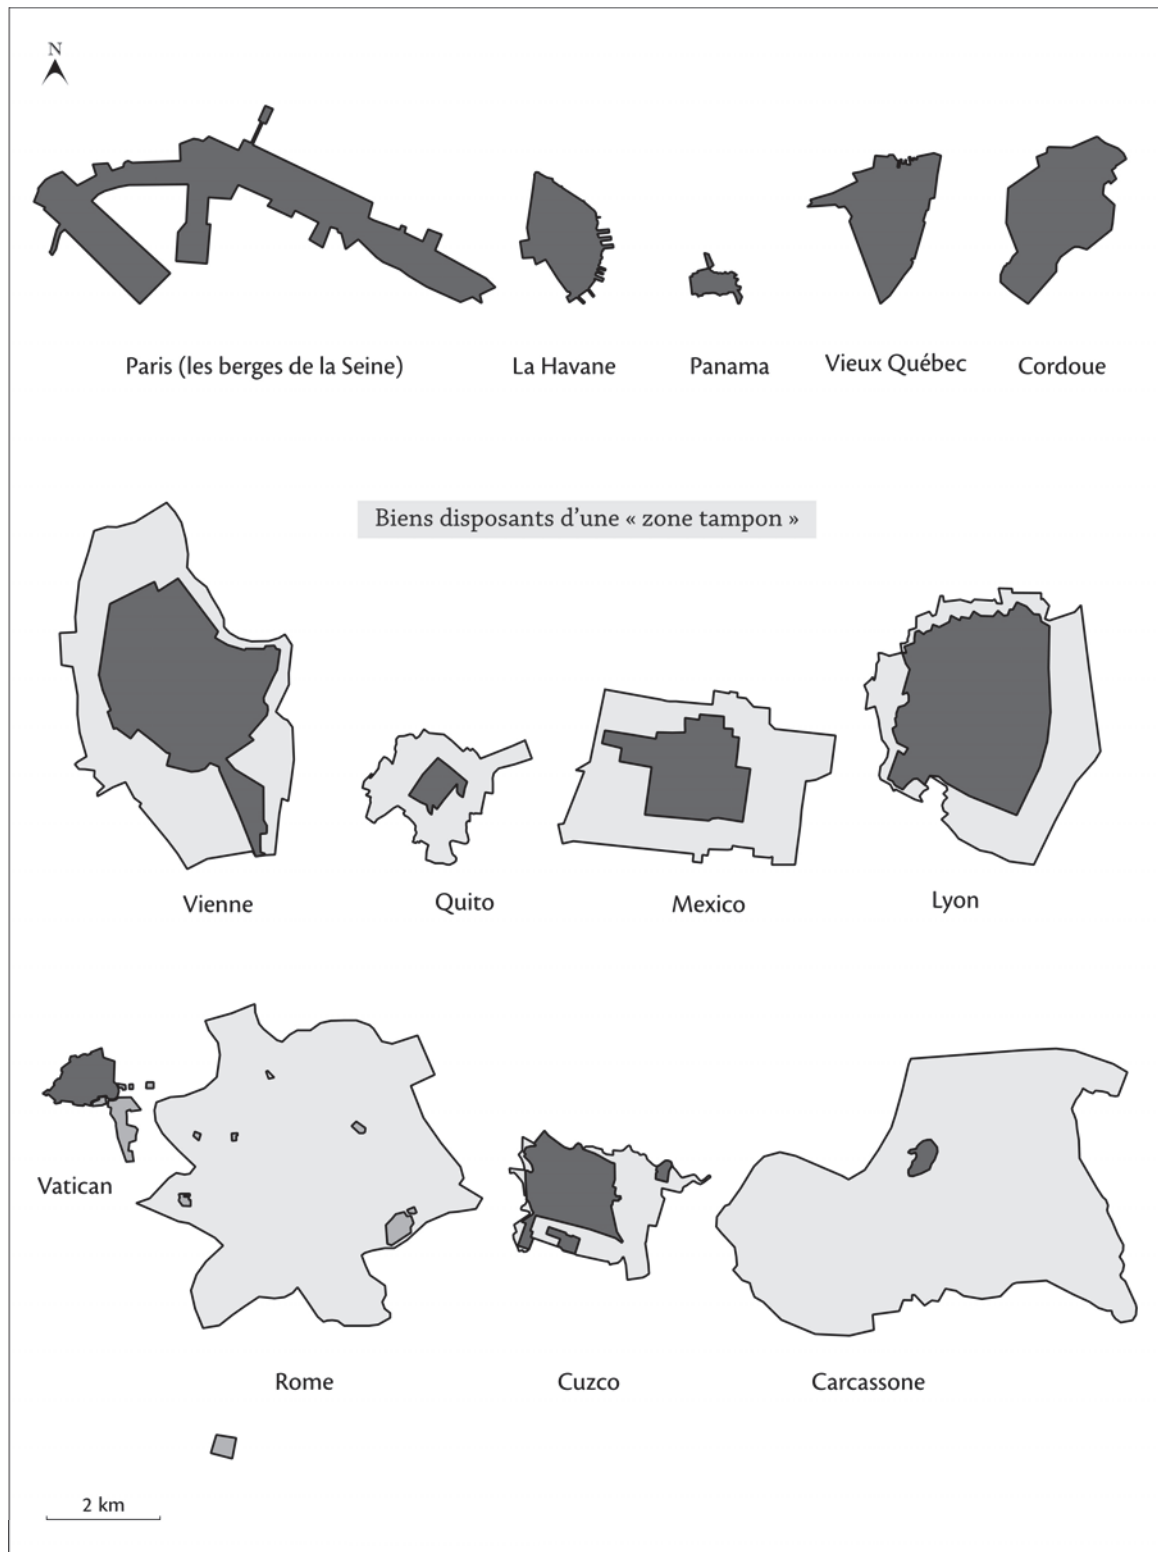 N
Paris (les berges de la Seine)
La Havane
Panama
Vieux Québec
Cordoue
Biens disposants d’une « zone tampon »
Vienne
Quito
Mexico
Lyon
Vatican
Rome
Cuzco
Carcassone
2 km